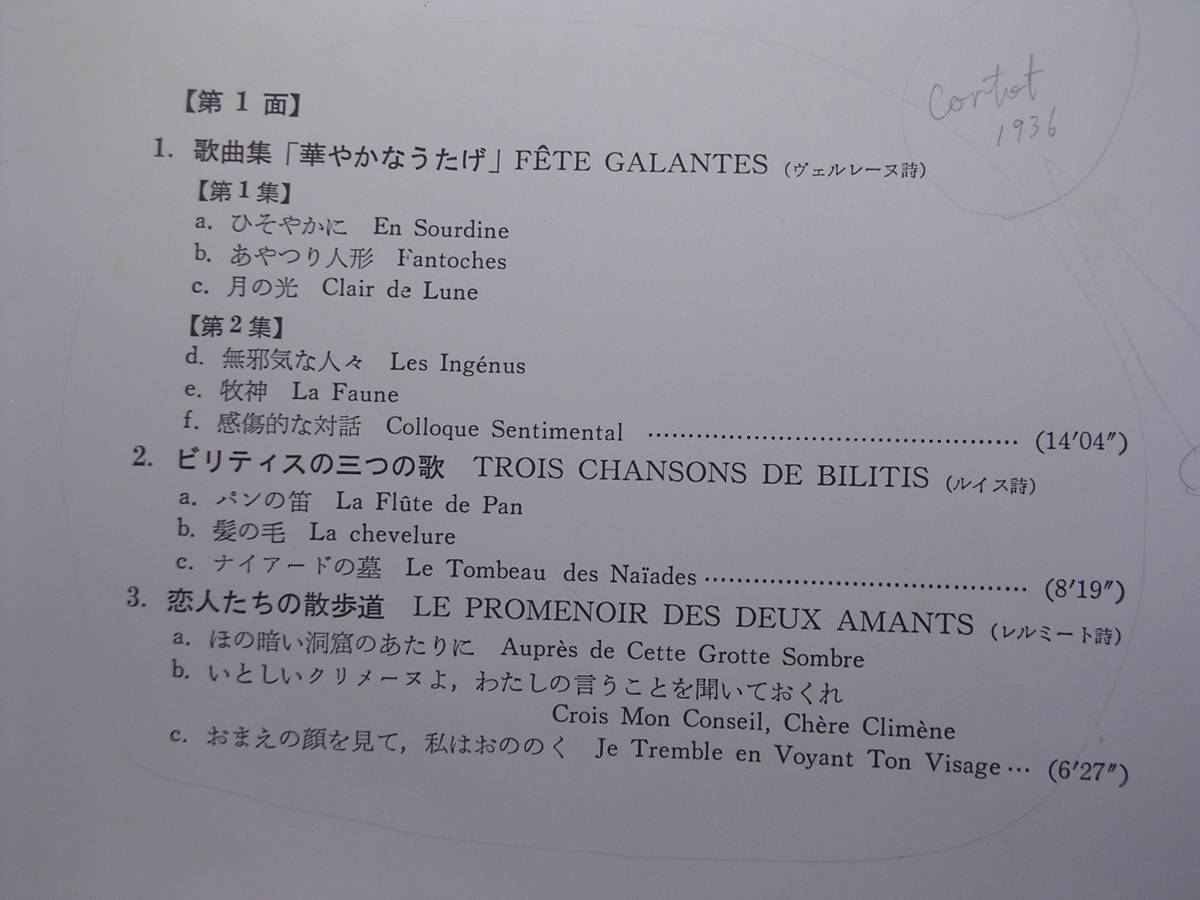 Cortot
1936
【第1面】
1. 歌曲集「華やかなうたげ」FÊTE GALANTES (ヴェルレーヌ詩)
【第1集】
a. ひそやかに En Sourdine
b. あやつり人形 Fantoches
c. 月の光 Clair de Lune
【第2集】
d. 無邪気な人々 Les Ingénus
e. 牧神 La Faune
f. 感傷的な対話 Colloque Sentimental ……………………………………… (14′04″)
2. ビリティスの三つの歌 TROIS CHANSONS DE BILITIS (ルイス詩)
a. パンの笛 La Flûte de Pan
b. 髪の毛 La chevelure
c. ナイアードの墓 Le Tombeau des Naïades ………………………………… (8′19″)
3. 恋人たちの散歩道 LE PROMENOIR DES DEUX AMANTS (レルミート詩)
a. ほの暗い洞窟のあたりに Auprès de Cette Grotte Sombre
b. いとしいクリメーヌよ，わたしの言うことを聞いておくれ
Crois Mon Conseil, Chère Climène
c. おまえの顔を見て，私はおののく Je Tremble en Voyant Ton Visage … (6′27″)